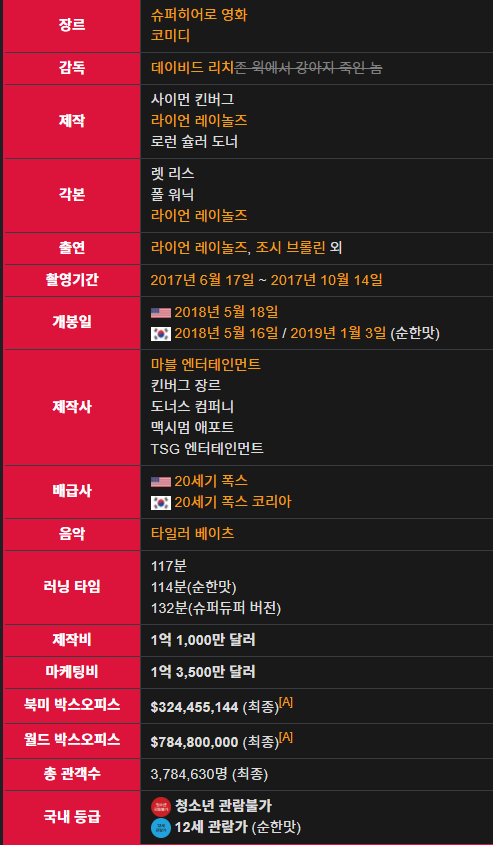 장르
슈퍼히어로 영화
코미디
감독
데이비드 리치존 윅에서 강아지 죽인 놈
제작
사이먼 킨버그
라이언 레이놀즈
로런 슐러 도너
각본
렛 리스
폴 워닉
라이언 레이놀즈
출연
라이언 레이놀즈, 조시 브롤린 외
촬영기간
2017년 6월 17일 ~ 2017년 10월 14일
개봉일
2018년 5월 18일
2018년 5월 16일 / 2019년 1월 3일 (순한맛)
제작사
마블 엔터테인먼트
킨버그 장르
도너스 컴퍼니
맥시멈 애포트
TSG 엔터테인먼트
배급사
20세기 폭스
20세기 폭스 코리아
음악
타일러 베이츠
러닝 타임
117분
114분(순한맛)
132분(슈퍼듀퍼 버전)
제작비
1억 1,000만 달러
마케팅비
1억 3,500만 달러
북미 박스오피스
$324,455,144 (최종)[A]
월드 박스오피스
$784,800,000 (최종)[A]
총 관객수
3,784,630명 (최종)
국내 등급
청소년 관람불가
12세 관람가 (순한맛)